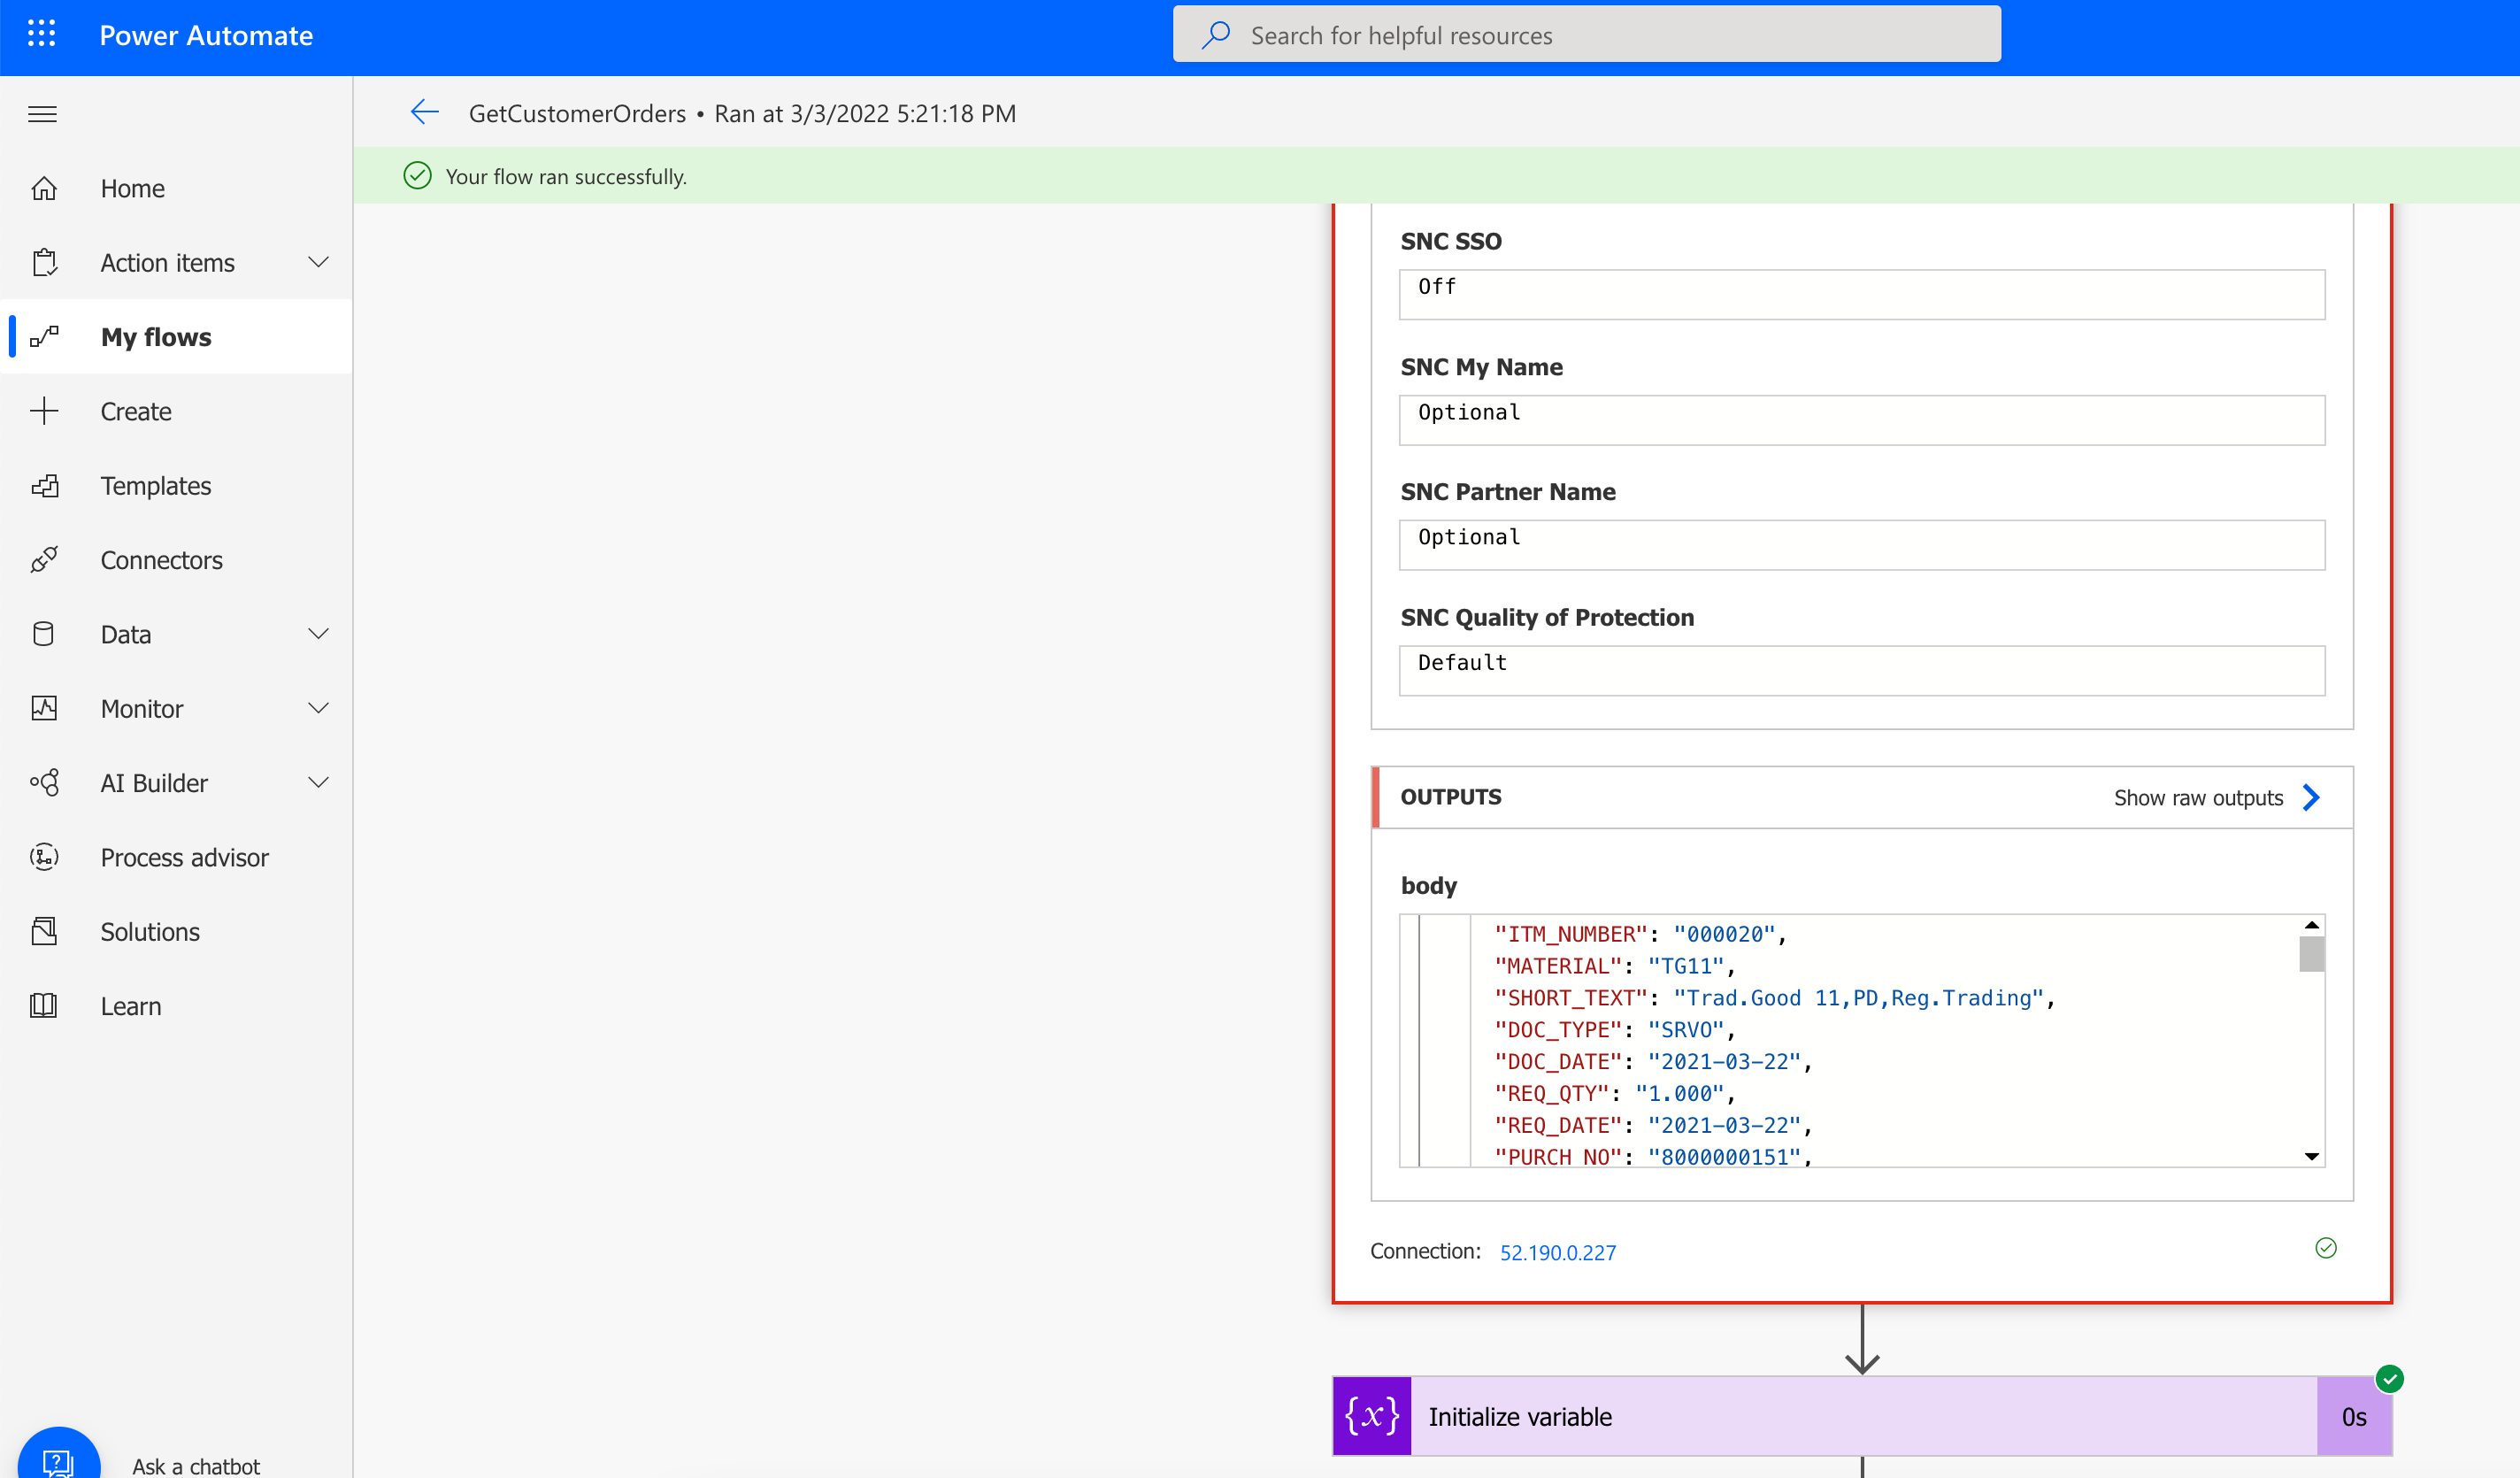 Power Automate
Search for helpful resources
GetCustomerOrders • Ran at 3/3/2022 5:21:18 PM
Your flow ran successfully.
Home
Action items
My flows
Create
Templates
Connectors
Data
Monitor
AI Builder
Process advisor
Solutions
Learn
Ask a chatbot
SNC SSO
Off
SNC My Name
Optional
SNC Partner Name
Optional
SNC Quality of Protection
Default
OUTPUTS
Show raw outputs
body
"ITM_NUMBER": "000020",
"MATERIAL": "TG11",
"SHORT_TEXT": "Trad.Good 11,PD,Reg.Trading",
"DOC_TYPE": "SRVO",
"DOC_DATE": "2021-03-22",
"REQ_QTY": "1.000",
"REQ_DATE": "2021-03-22",
"PURCH_NO": "8000000151",
Connection: 52.190.0.227
{x} Initialize variable 0s